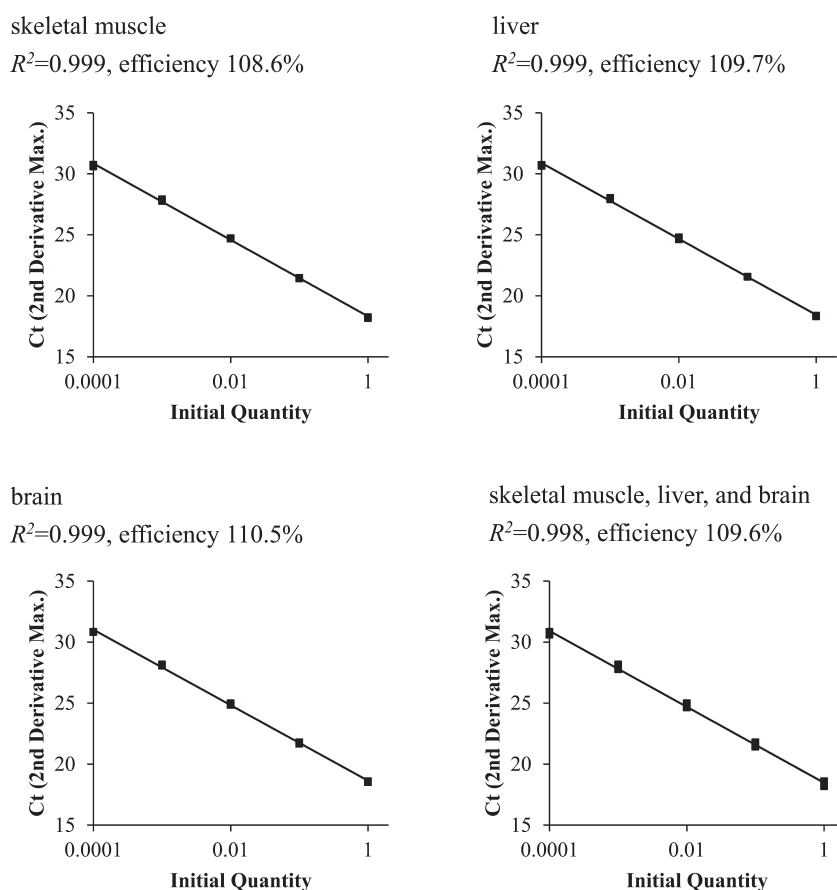 skeletal muscle
R²=0.999, efficiency 108.6%
35
30
25
20
15
Ct (2nd Derivative Max.)
0.0001
0.01
1
Initial Quantity
liver
R²=0.999, efficiency 109.7%
35
30
25
20
15
Ct (2nd Derivative Max.)
0.0001
0.01
1
Initial Quantity
brain
R²=0.999, efficiency 110.5%
35
30
25
20
15
Ct (2nd Derivative Max.)
0.0001
0.01
1
Initial Quantity
skeletal muscle, liver, and brain
R²=0.998, efficiency 109.6%
35
30
25
20
15
Ct (2nd Derivative Max.)
0.0001
0.01
1
Initial Quantity